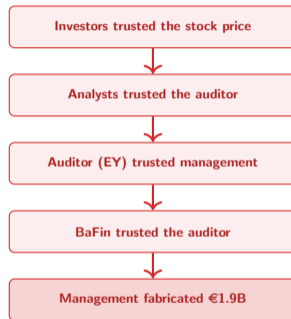 Investors trusted the stock price
Analysts trusted the auditor
Auditor (EY) trusted management
BaFin trusted the auditor
Management fabricated €1.9B